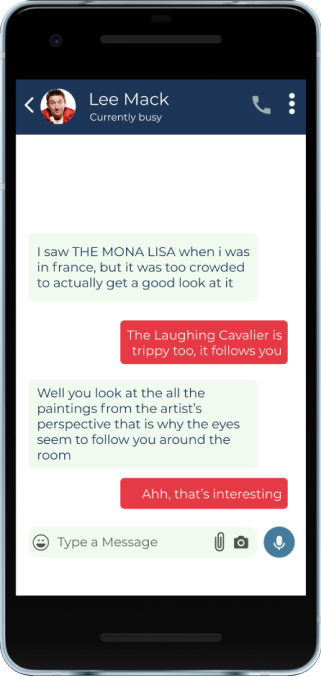 Lee Mack
Currently busy
I saw THE MONA LISA when i was
in france, but it was too crowded
to actually get a good look at it
The Laughing Cavalier is
trippy too, it follows you
Well you look at the all the
paintings from the artist's
perspective that is why the eyes
seem to follow you around the
room
Ahh, that's interesting
Type a Message